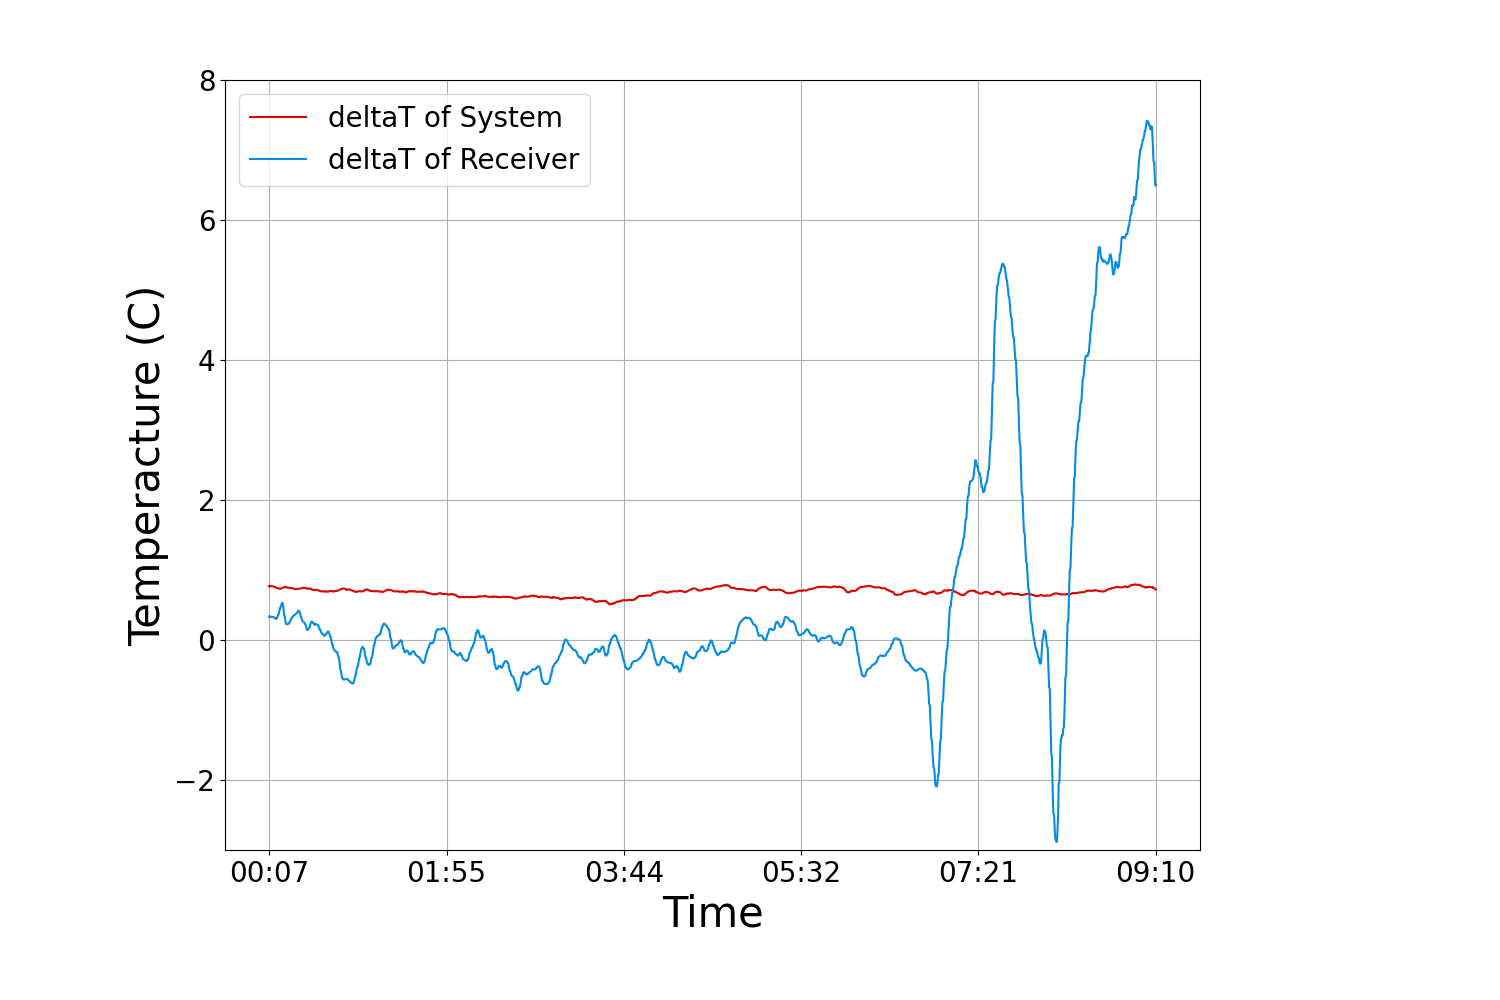 8
6
4
2
0
−2
deltaT of System
deltaT of Receiver
Temperacture (C)
00:07 01:55 03:44 05:32 07:21 09:10
Time